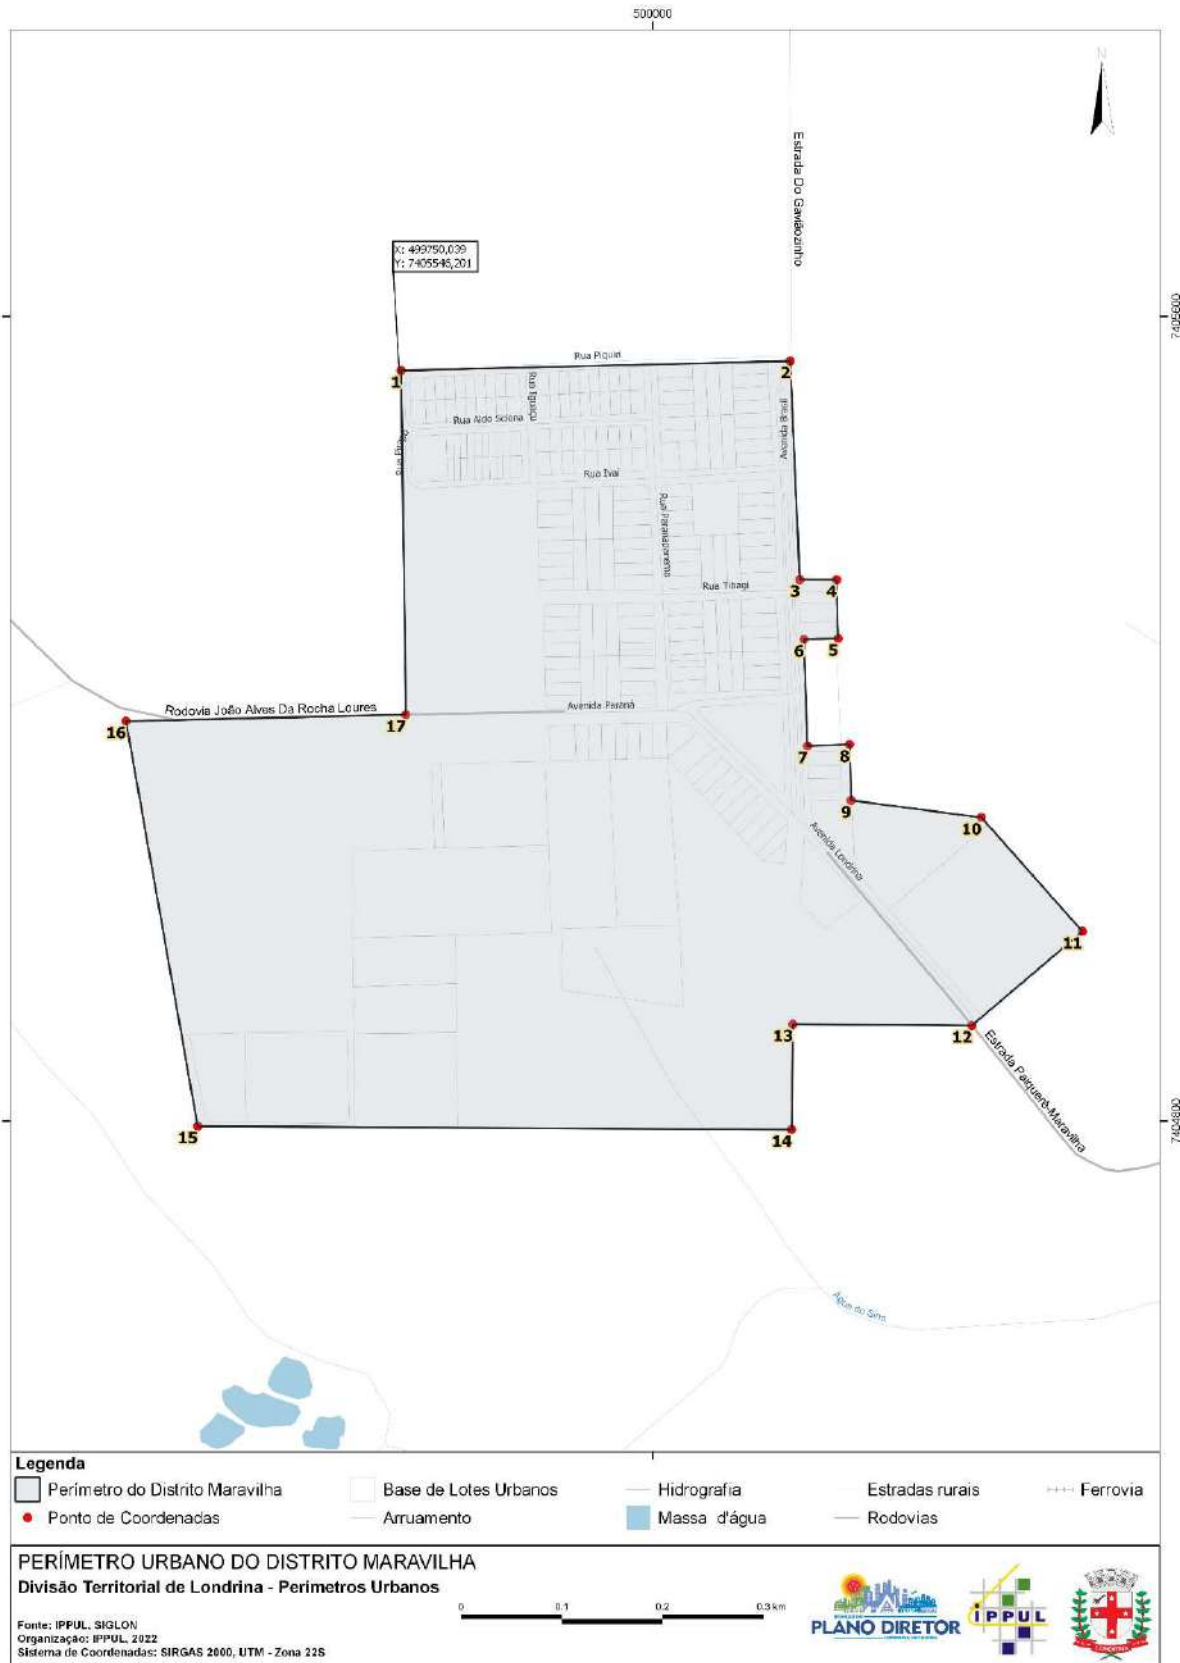 500000
N
Estrada Do Gaviãozinho
X: 499750,039
Y: 7405546,201
7405600
Rua Piquiri
1
2
Rua Iguaçu
Rua Aldo Sciena
Avenida Brasil
Rua Ivaí
Rua Paranapanema
Rua Tibagi
3
4
6
5
Rodovia João Alves Da Rocha Loures
Avenida Paraná
16
17
7
8
9
10
Avenida Londrina
11
13
12
Estrada Paiquerê-Maravilha
7404800
15
14
Legenda
Perímetro do Distrito Maravilha
Base de Lotes Urbanos
Hidrografia
Estradas rurais
Ferrovia
Ponto de Coordenadas
Arruamento
Massa d'água
Rodovias
PERÍMETRO URBANO DO DISTRITO MARAVILHA
Divisão Territorial de Londrina - Perimetros Urbanos
0 0.1 0.2 0.3 km
Fonte: IPPUL, SIGLON
Organização: IPPUL, 2022
Sistema de Coordenadas: SIRGAS 2000, UTM - Zona 22S
PLANO DIRETOR
IPPUL